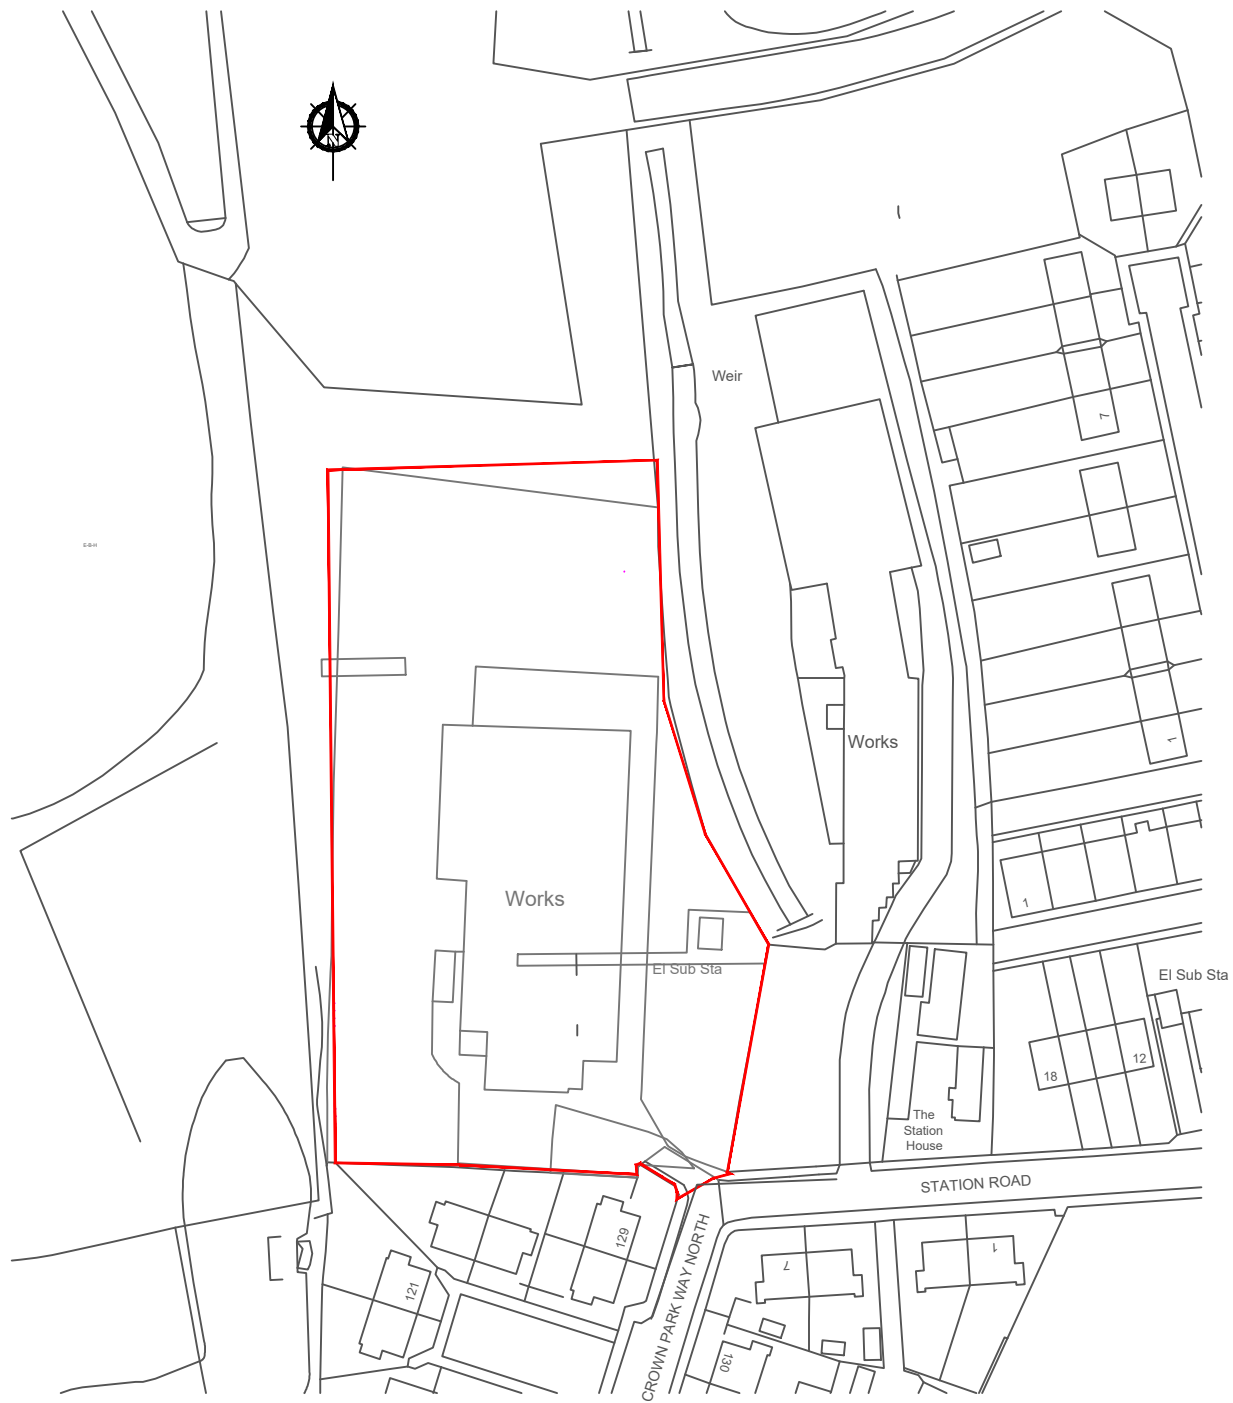 N
Weir
7
E-B-H
1
Works
Works
1
El Sub Sta
El Sub Sta
18
12
The
Station
House
STATION ROAD
129
CROWN PARK WAY NORTH
121
7
1
130